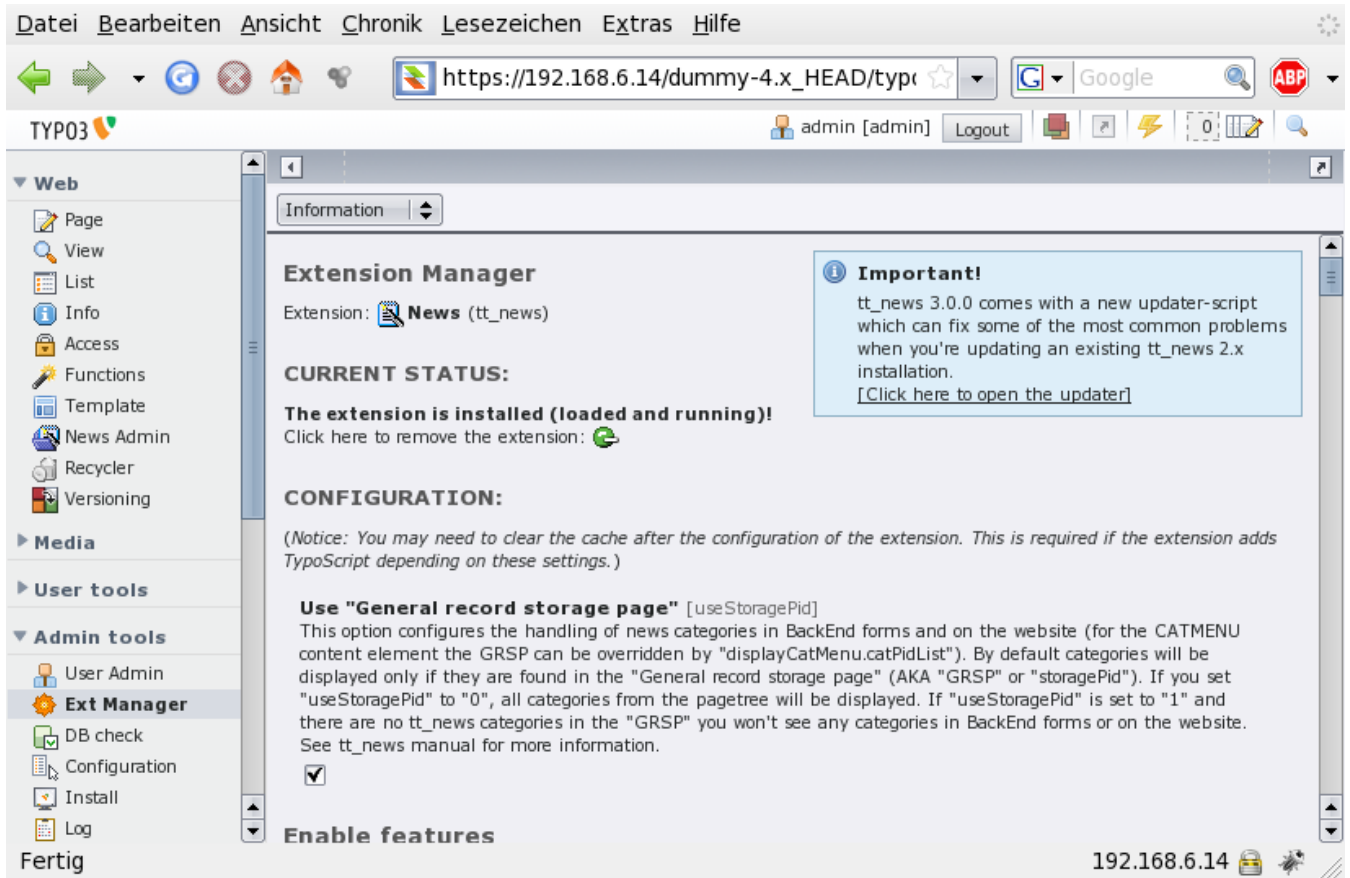 Datei Bearbeiten Ansicht Chronik Lesezeichen Extras Hilfe
https://192.168.6.14/dummy-4.x_HEAD/typo
G Google
ABP
TYPO3
admin [admin] Logout 0
Web
Page
View
List
Info
Access
Functions
Template
News Admin
Recycler
Versioning
Media
User tools
Admin tools
User Admin
Ext Manager
DB check
Configuration
Install
Log
Information
Extension Manager
Extension: News (tt_news)
Important!
tt_news 3.0.0 comes with a new updater-script
which can fix some of the most common problems
when you're updating an existing tt_news 2.x
installation.
[Click here to open the updater]
CURRENT STATUS:
The extension is installed (loaded and running)!
Click here to remove the extension:
CONFIGURATION:
(Notice: You may need to clear the cache after the configuration of the extension. This is required if the extension adds
TypoScript depending on these settings.)
Use "General record storage page" [useStoragePid]
This option configures the handling of news categories in BackEnd forms and on the website (for the CATMENU
content element the GRSP can be overridden by "displayCatMenu.catPidList"). By default categories will be
displayed only if they are found in the "General record storage page" (AKA "GRSP" or "storagePid"). If you set
"useStoragePid" to "0", all categories from the pagetree will be displayed. If "useStoragePid" is set to "1" and
there are no tt_news categories in the "GRSP" you won't see any categories in BackEnd forms or on the website.
See tt_news manual for more information.
Enable features
Fertig
192.168.6.14